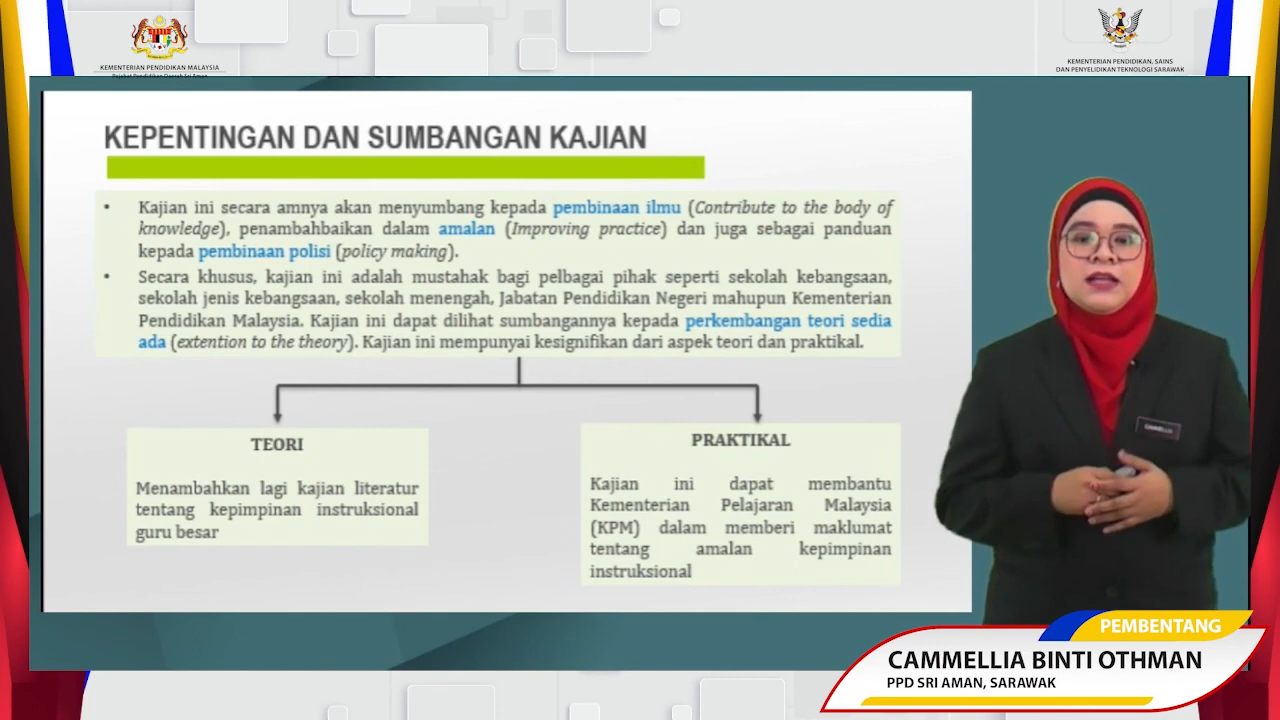 KEMENTERIAN PENDIDIKAN MALAYSIA
Pejabat Pendidikan Daerah Sri Aman
KEMENTERIAN PENDIDIKAN, SAINS
DAN PENYELIDIKAN TEKNOLOGI SARAWAK
KEPENTINGAN DAN SUMBANGAN KAJIAN
• Kajian ini secara amnya akan menyumbang kepada pembinaan ilmu (Contribute to the body of
knowledge), penambahbaikan dalam amalan (Improving practice) dan juga sebagai panduan
kepada pembinaan polisi (policy making).
• Secara khusus, kajian ini adalah mustahak bagi pelbagai pihak seperti sekolah kebangsaan,
sekolah jenis kebangsaan, sekolah menengah, Jabatan Pendidikan Negeri mahupun Kementerian
Pendidikan Malaysia. Kajian ini dapat dilihat sumbangannya kepada perkembangan teori sedia
ada (extention to the theory). Kajian ini mempunyai kesignifikan dari aspek teori dan praktikal.
TEORI
Menambahkan lagi kajian literatur
tentang kepimpinan instruksional
guru besar
PRAKTIKAL
Kajian ini dapat membantu
Kementerian Pelajaran Malaysia
(KPM) dalam memberi maklumat
tentang amalan kepimpinan
instruksional
CAMMELLIA
PEMBENTANG
CAMMELLIA BINTI OTHMAN
PPD SRI AMAN, SARAWAK